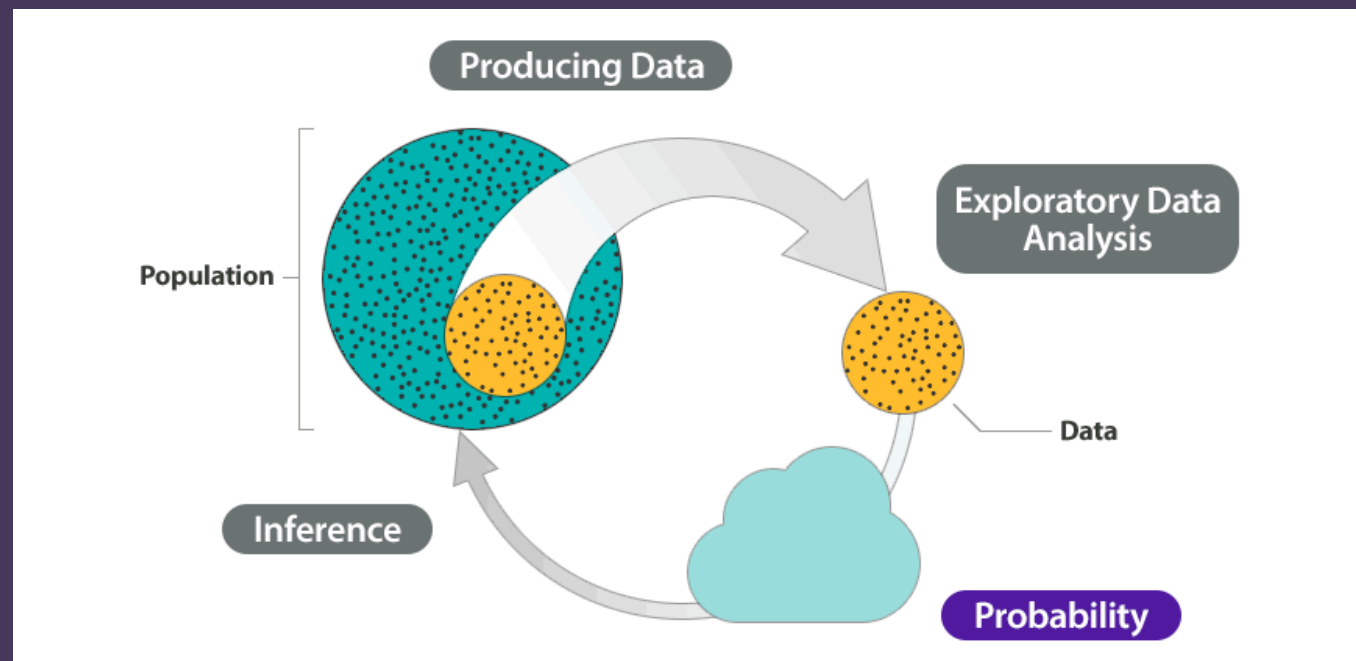 Producing Data
Exploratory Data
Analysis
Population
Data
Inference
Probability